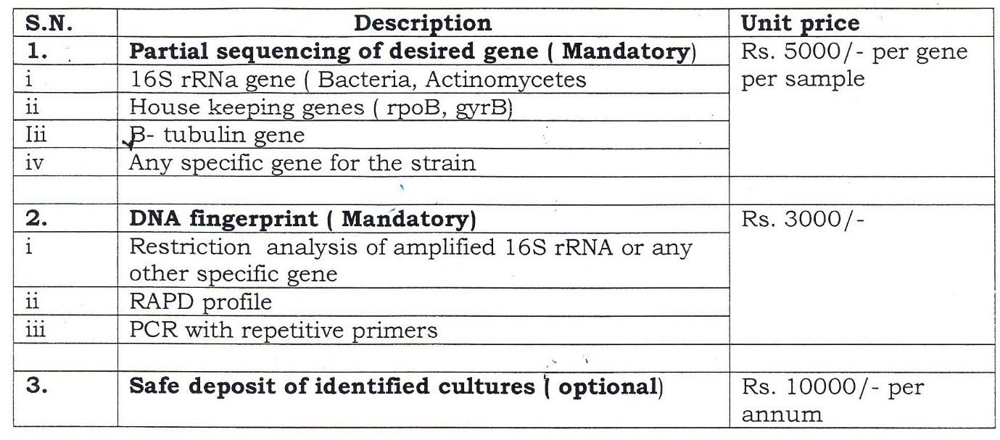 S.N. Description Unit price
1. Partial sequencing of desired gene ( Mandatory) Rs. 5000/- per gene
i 16S rRNa gene ( Bacteria, Actinomycetes per sample
ii House keeping genes ( rpoB, gyrB)
Iii B- tubulin gene
iv Any specific gene for the strain
2. DNA fingerprint ( Mandatory) Rs. 3000/-
i Restriction analysis of amplified 16S rRNA or any
other specific gene
ii RAPD profile
iii PCR with repetitive primers
3. Safe deposit of identified cultures ( optional) Rs. 10000/- per
annum